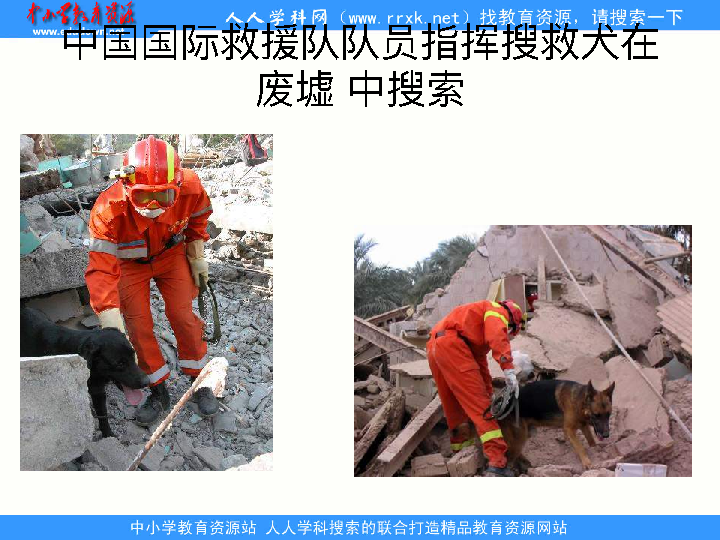 中小学教育资源
人人学科网（www.rrxk.net）找教育资源，请搜索一下
中国国际救援队队员指挥搜救犬在
废墟 中搜索
中小学教育资源站 人人学科搜索的联合打造精品教育资源网站